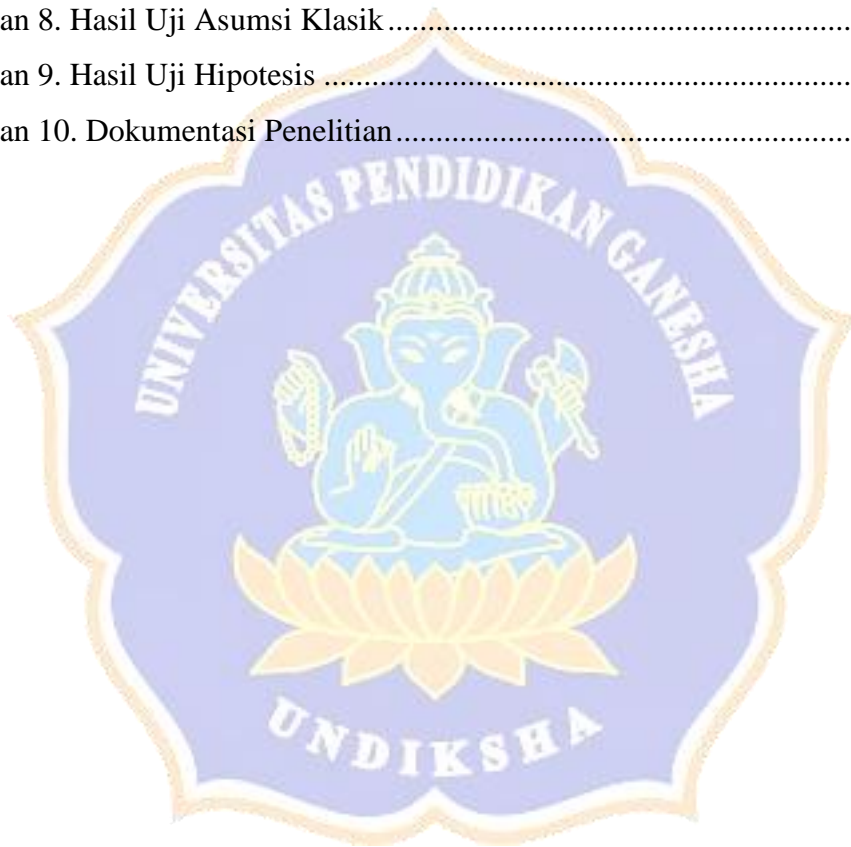 an 8. Hasil Uji Asumsi Klasik........................................................
an 9. Hasil Uji Hipotesis................................................................
an 10. Dokumentasi Penelitian.......................................................
UNIVERSITAS PENDIDIKAN GANESHA
UNDIKSHA